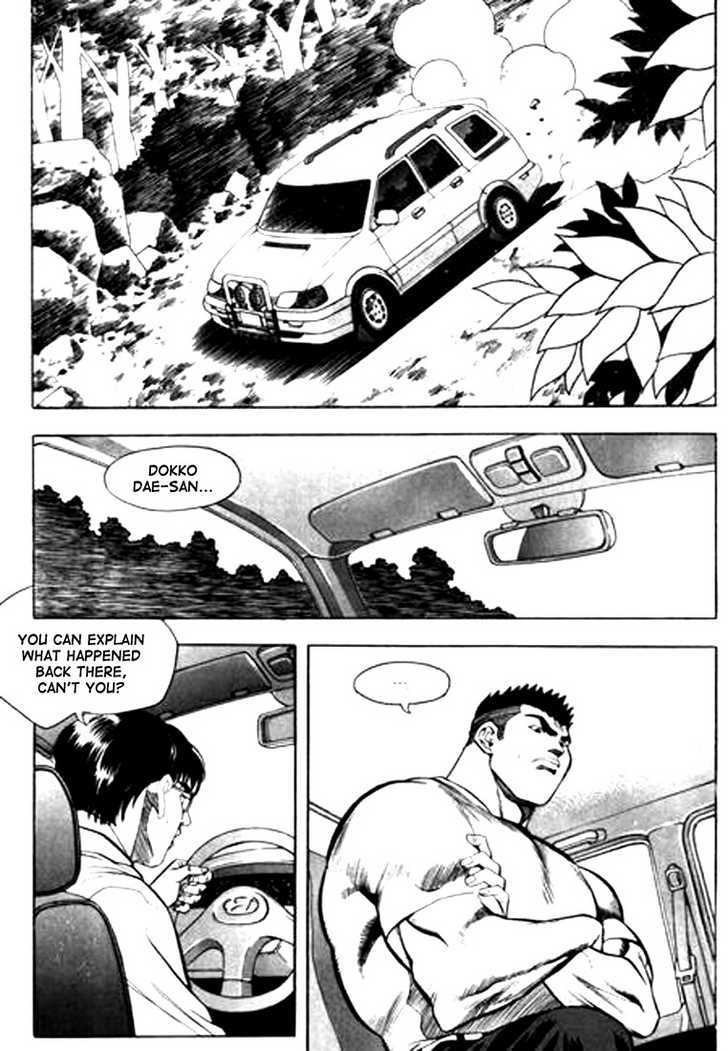 DOKKO
DAE-SAN...
YOU CAN EXPLAIN
WHAT HAPPENED
BACK THERE,
CAN'T YOU?
...